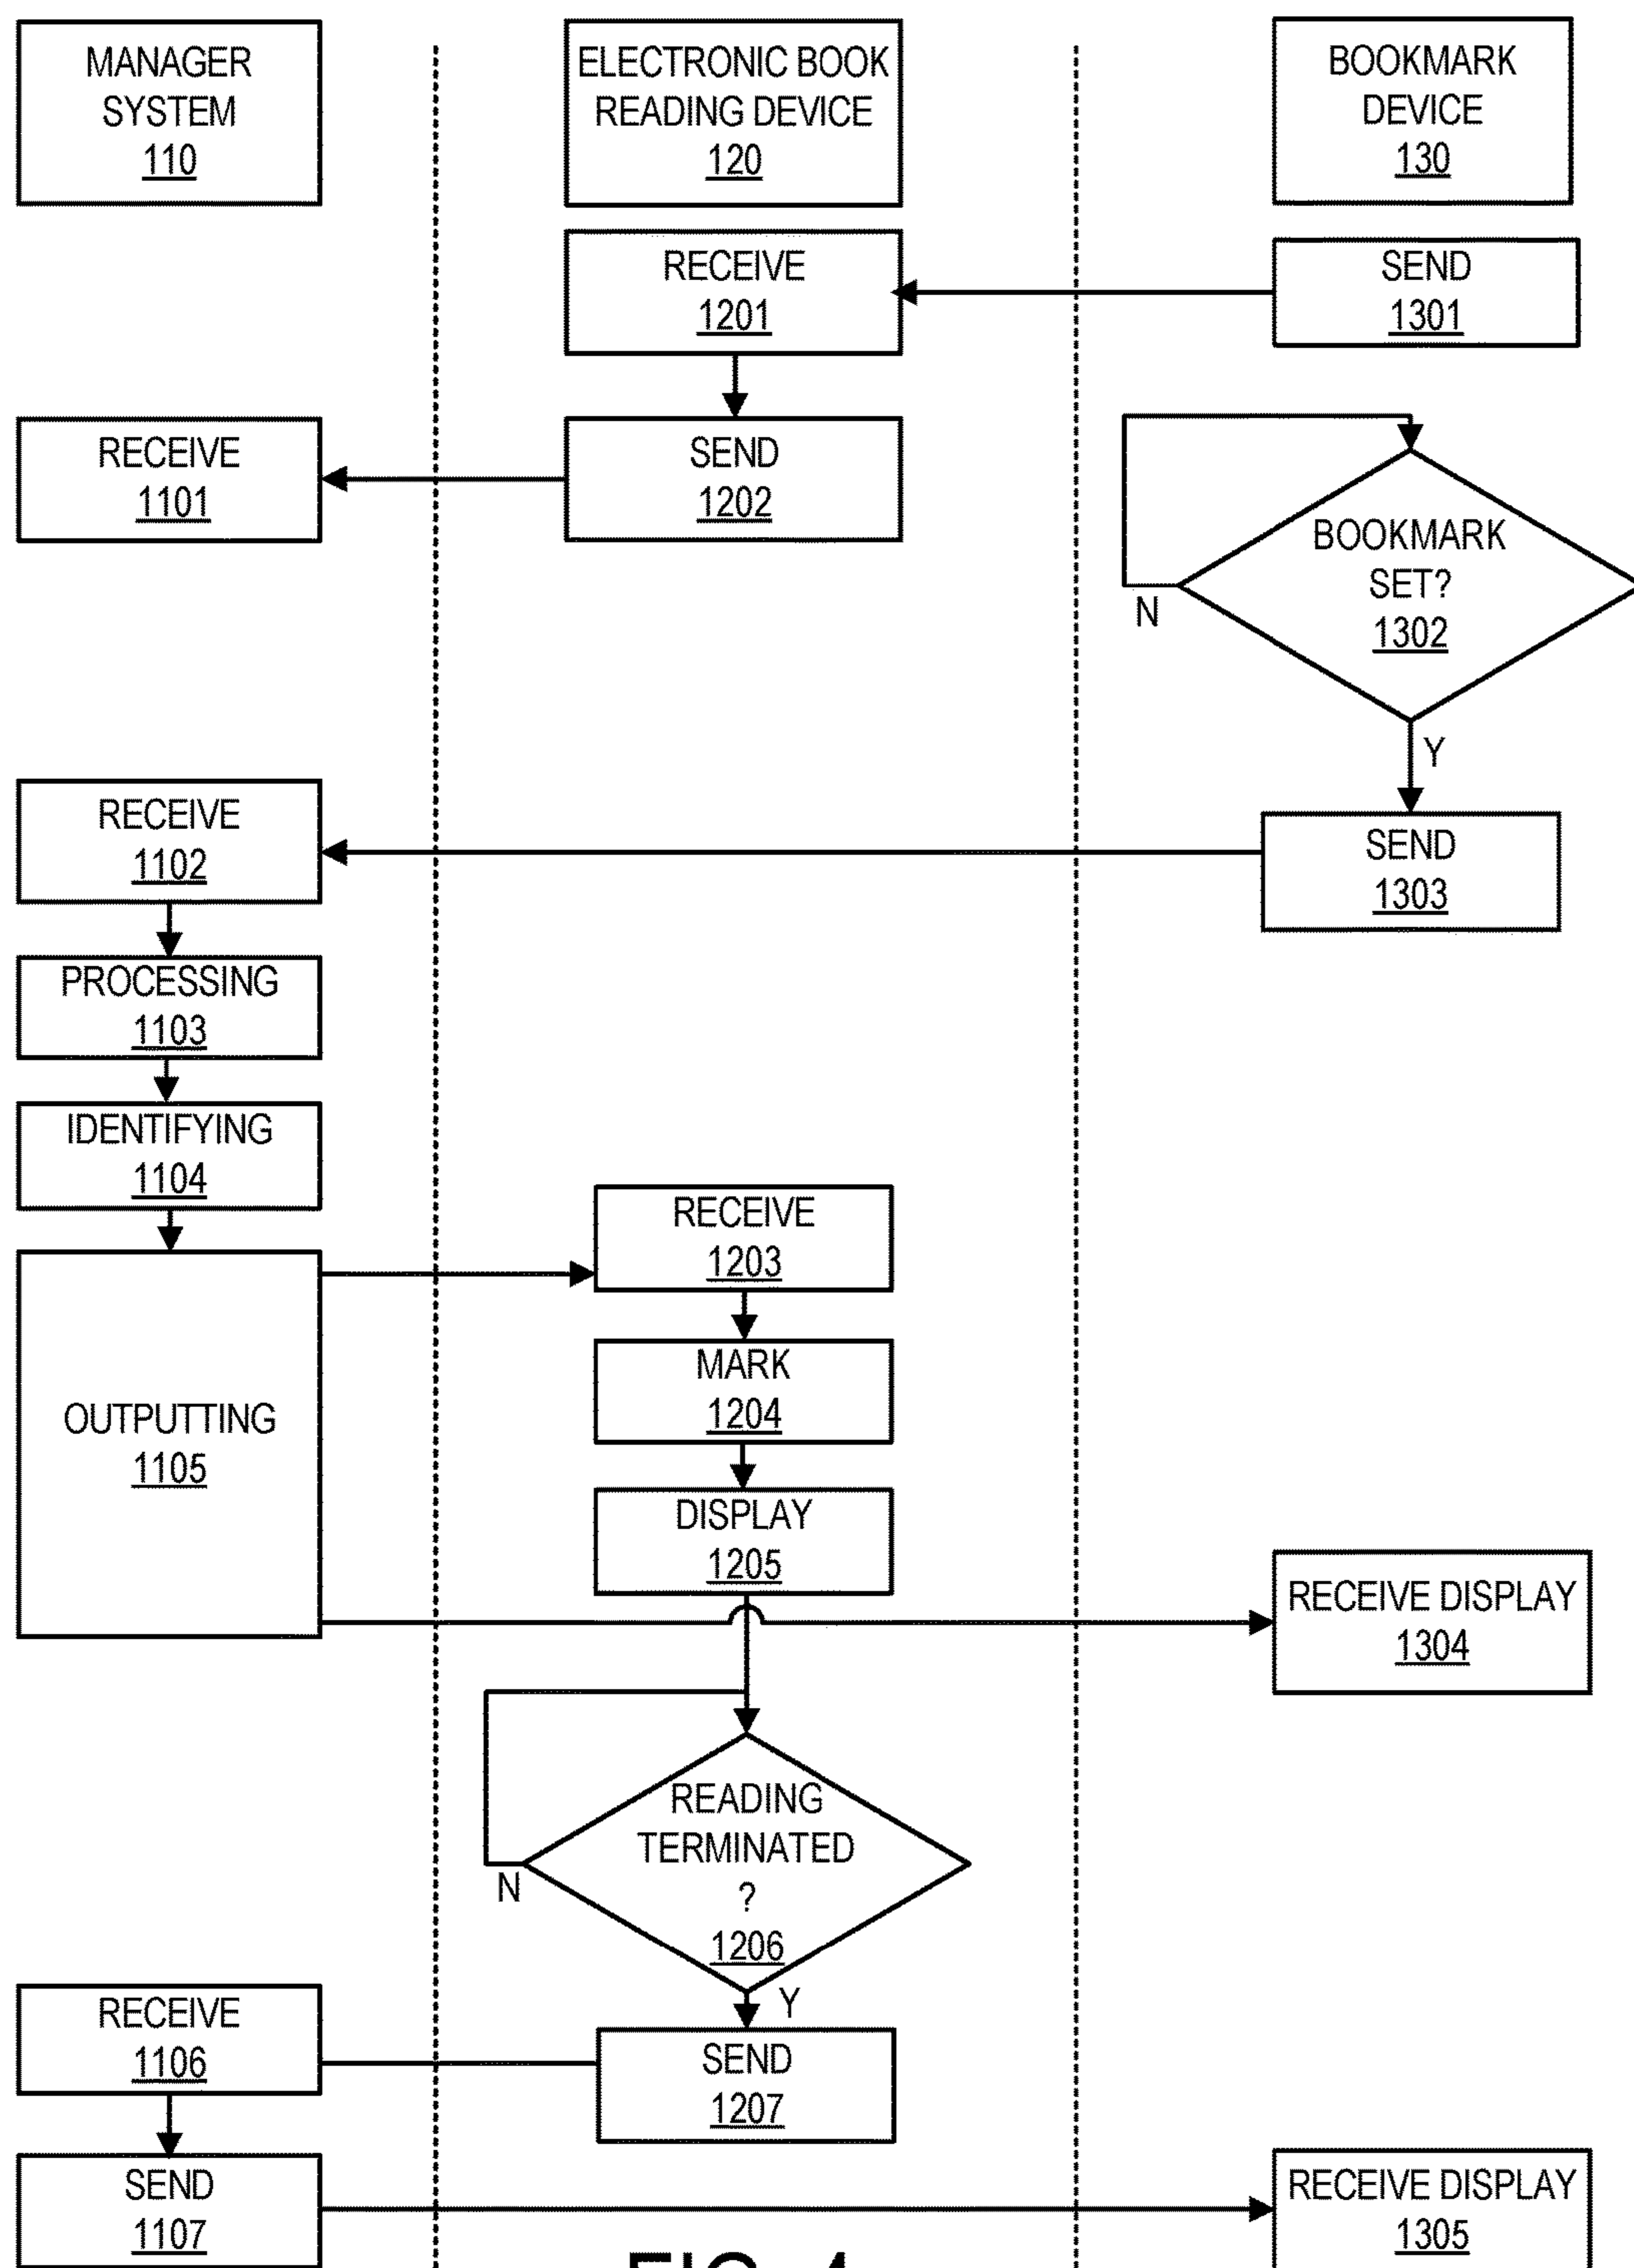 MANAGER
SYSTEM
110
ELECTRONIC BOOK
READING DEVICE
120
BOOKMARK
DEVICE
130
RECEIVE
1201
SEND
1301
RECEIVE
1101
SEND
1202
BOOKMARK
SET?
1302
N
Y
RECEIVE
1102
SEND
1303
PROCESSING
1103
IDENTIFYING
1104
RECEIVE
1203
MARK
1204
OUTPUTTING
1105
DISPLAY
1205
RECEIVE DISPLAY
1304
READING
TERMINATED
?
1206
N
Y
RECEIVE
1106
SEND
1207
SEND
1107
RECEIVE DISPLAY
1305